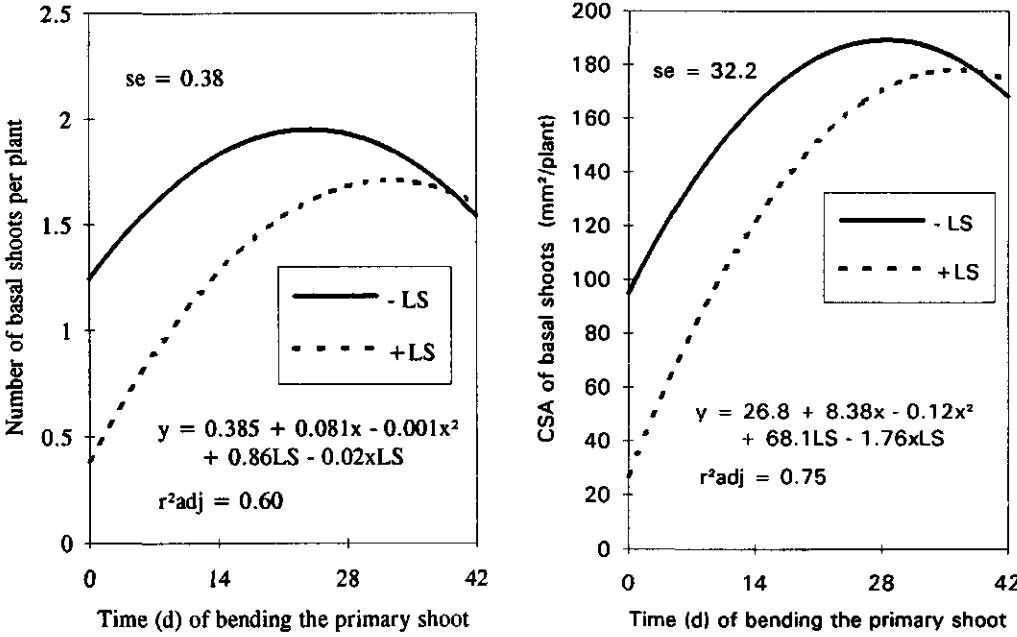 2.5
2
1.5
1
0.5
0
Number of basal shoots per plant
se = 0.38
- LS
+LS
y = 0.385 + 0.081x - 0.001x²
+ 0.86LS - 0.02xLS
r²adj = 0.60
0 14 28 42
Time (d) of bending the primary shoot
200
180
160
140
120
100
80
60
40
20
0
CSA of basal shoots (mm²/plant)
se = 32.2
- LS
+LS
y = 26.8 + 8.38x - 0.12x²
+ 68.1LS - 1.76xLS
r²adj = 0.75
0 14 28 42
Time (d) of bending the primary shoot